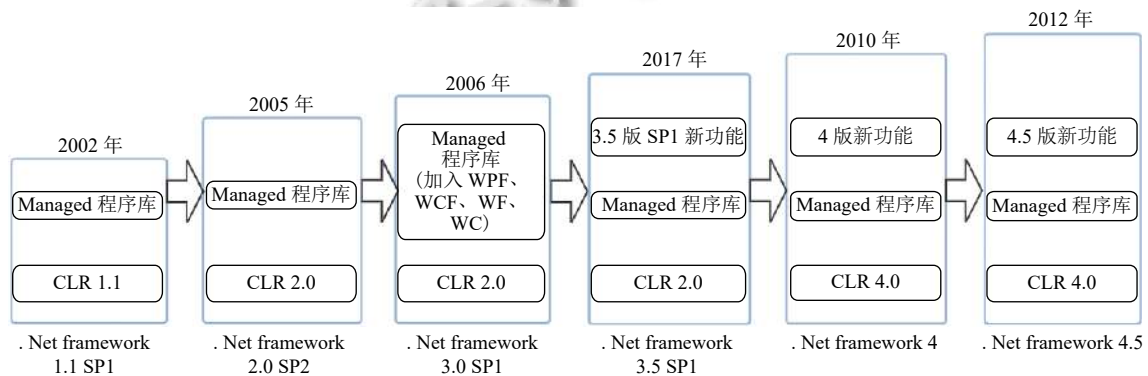 2002 年
Managed 程序库
CLR 1.1
. Net framework
1.1 SP1
2005 年
Managed 程序库
CLR 2.0
. Net framework
2.0 SP2
2006 年
Managed
程序库
(加入 WPF、
WCF、WF、
WC)
CLR 2.0
. Net framework
3.0 SP1
2017 年
3.5 版 SP1 新功能
Managed 程序库
CLR 2.0
. Net framework
3.5 SP1
2010 年
4 版新功能
Managed 程序库
CLR 4.0
. Net framework 4
2012 年
4.5 版新功能
Managed 程序库
CLR 4.0
. Net framework 4.5